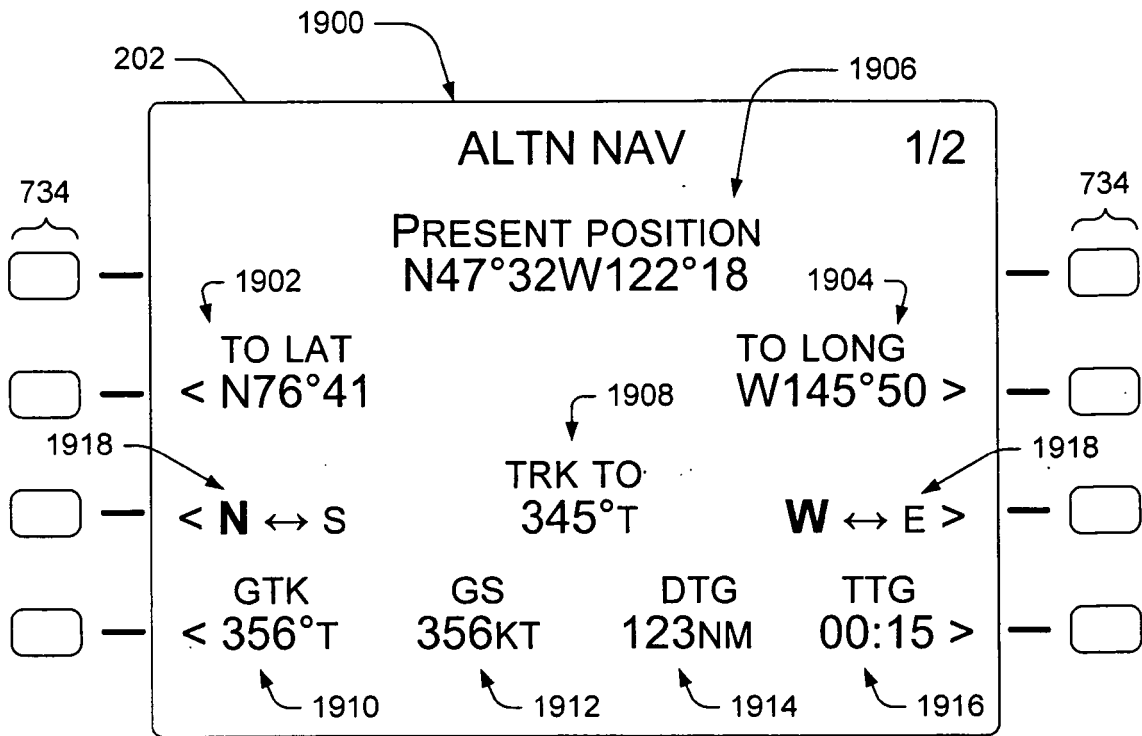 1900
202
1906
ALTN NAV 1/2
734
734
PRESENT POSITION
N47°32W122°18
1902
1904
TO LAT
TO LONG
< N76°41
W145°50 >
1908
1918
1918
TRK TO
345°T
< N ↔ S
W ↔ E >
GTK GS DTG TTG
< 356°T 356KT 123NM 00:15 >
1910 1912 1914 1916